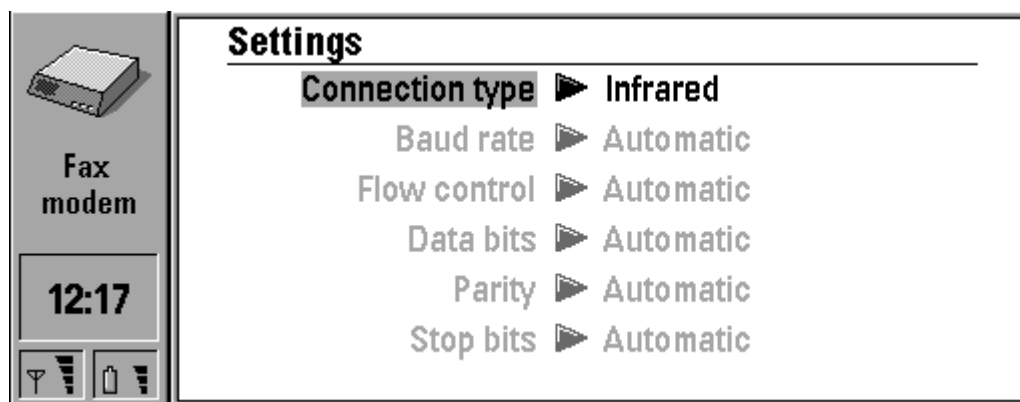 Fax
modem
12:17
Settings
Connection type Infrared
Baud rate Automatic
Flow control Automatic
Data bits Automatic
Parity Automatic
Stop bits Automatic